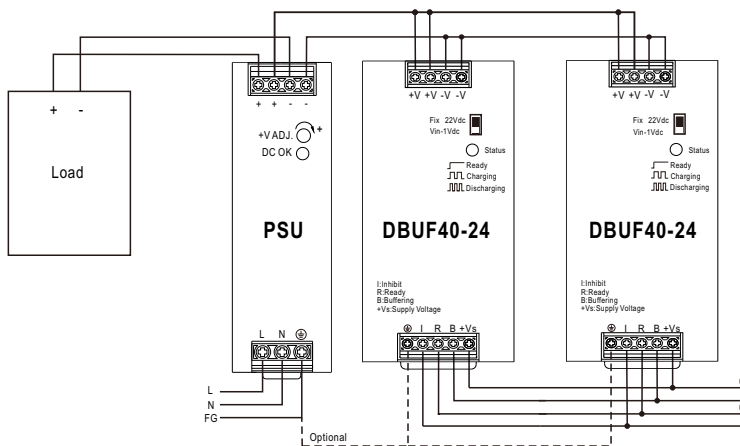 +V +V -V -V
+V +V -V -V
+ -
Load
+ + - -
+V ADJ. +
DC OK
PSU
L N
L
N
FG
Optional
Fix 22Vdc
Vin-1Vdc
Status
Ready
Charging
Discharging
DBUF40-24
I:Inhibit
R:Ready
B:Buffering
+Vs:Supply Voltage
I R B +Vs
Fix 22Vdc
Vin-1Vdc
Status
Ready
Charging
Discharging
DBUF40-24
I:Inhibit
R:Ready
B:Buffering
+Vs:Supply Voltage
I R B +Vs